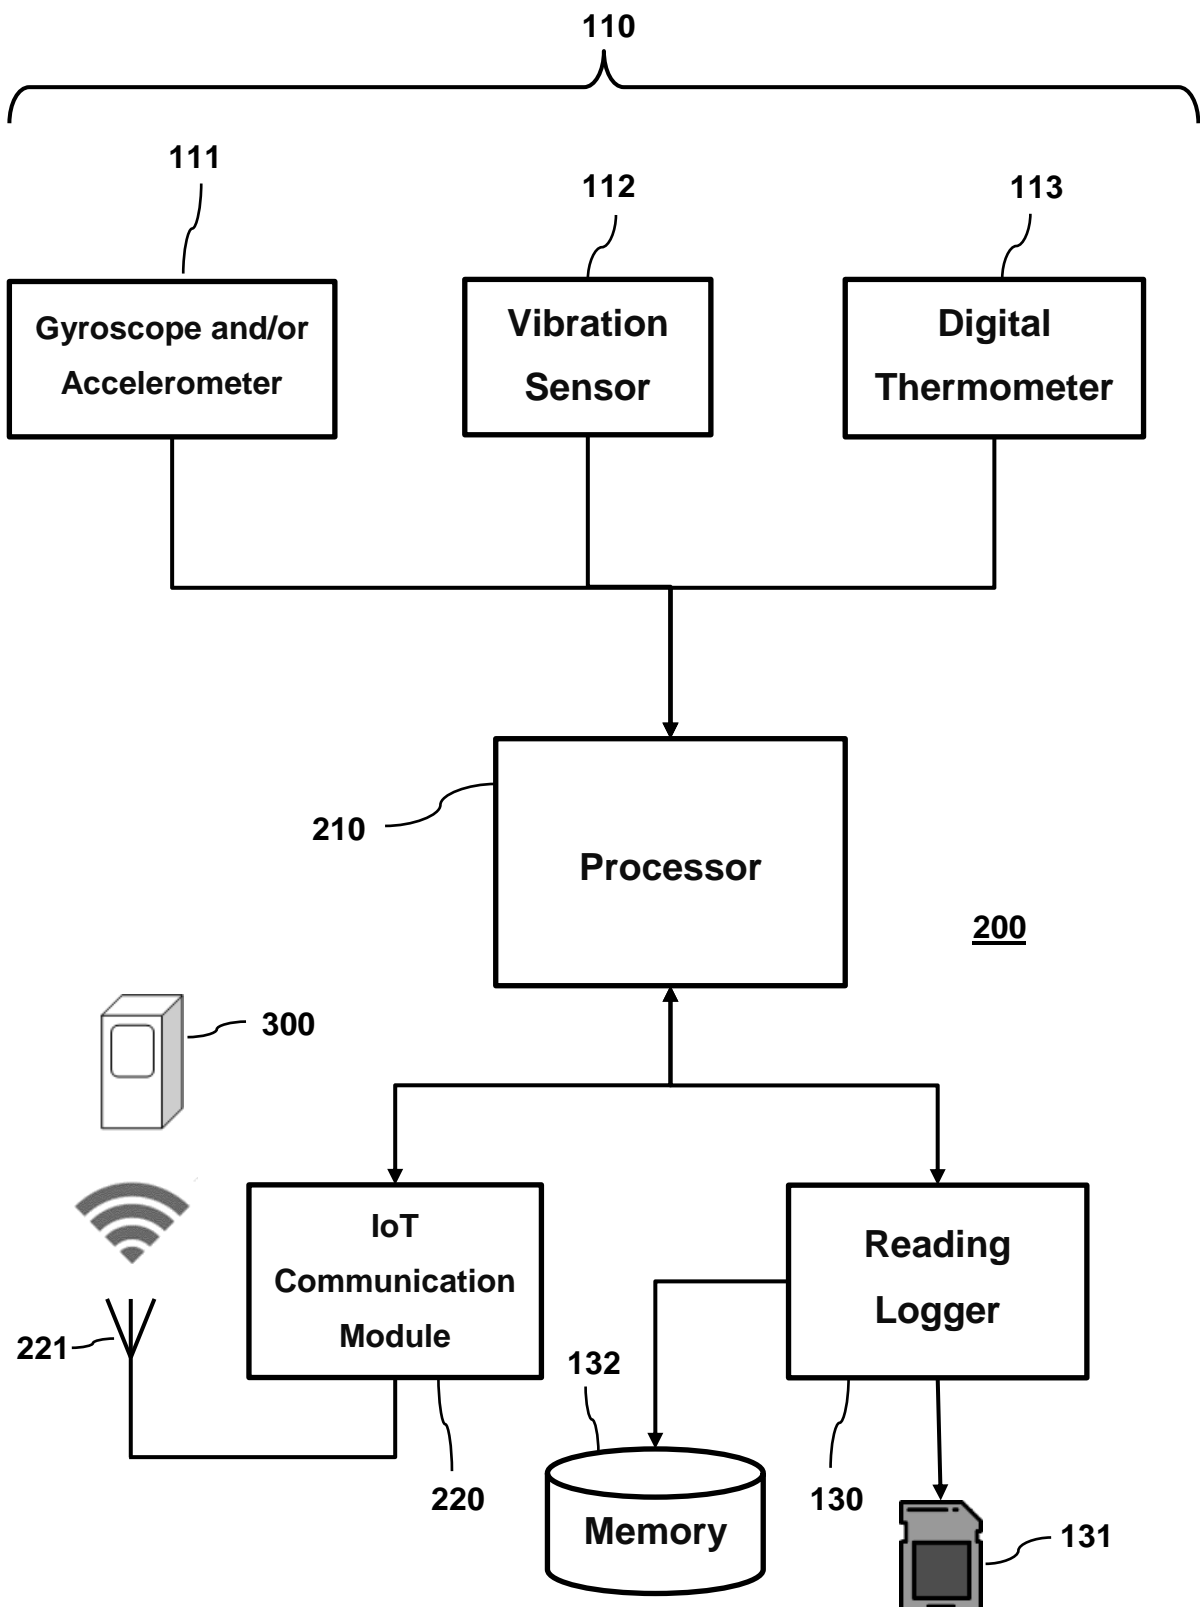 110
111
112
113
Gyroscope and/or
Accelerometer
Vibration
Sensor
Digital
Thermometer
210
Processor
200
300
IoT
Communication
Module
Reading
Logger
221
132
220
130
Memory
131